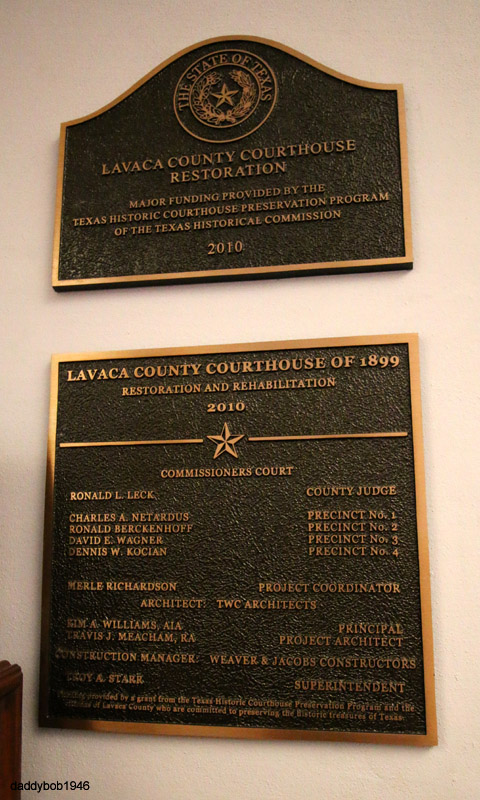 THE STATE OF TEXAS
LAVACA COUNTY COURTHOUSE
RESTORATION
MAJOR FUNDING PROVIDED BY THE
TEXAS HISTORIC COURTHOUSE PRESERVATION PROGRAM
OF THE TEXAS HISTORICAL COMMISSION
2010
LAVACA COUNTY COURTHOUSE OF 1899
RESTORATION AND REHABILITATION
2010
COMMISSIONERS COURT
RONALD L. LECK COUNTY JUDGE
CHARLES A. NETARDUS PRECINCT No. 1
RONALD BERCKENHOFF PRECINCT No. 2
DAVID E. WAGNER PRECINCT No. 3
DENNIS W. KOCIAN PRECINCT No. 4
MERLE RICHARDSON PROJECT COORDINATOR
ARCHITECT: TWC ARCHITECTS
KIM A. WILLIAMS, AIA PRINCIPAL
TRAVIS J. MEACHAM, RA PROJECT ARCHITECT
CONSTRUCTION MANAGER: WEAVER & JACOBS CONSTRUCTORS
TROY A. STARR SUPERINTENDENT
provided by a grant from the Texas Historic Courthouse Preservation Program and the
of Lavaca County who are committed to preserving the historic treasures of Texas.
daddybob1946